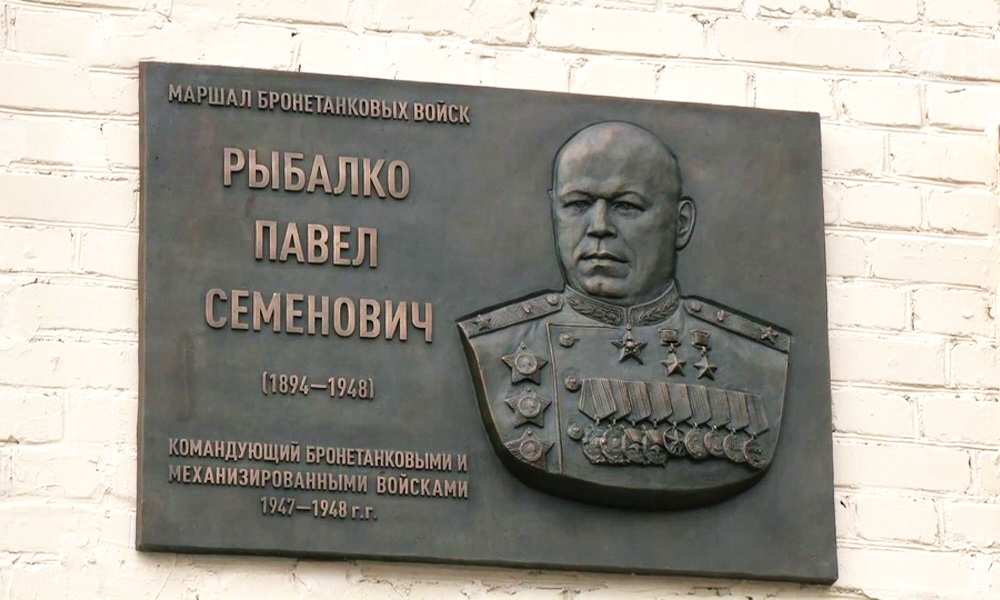 МАРШАЛ БРОНЕТАНКОВЫХ ВОЙСК
РЫБАЛКО
ПАВЕЛ
СЕМЕНОВИЧ
(1894—1948)
КОМАНДУЮЩИЙ БРОНЕТАНКОВЫМИ И
МЕХАНИЗИРОВАННЫМИ ВОЙСКАМИ
1947—1948 г.г.